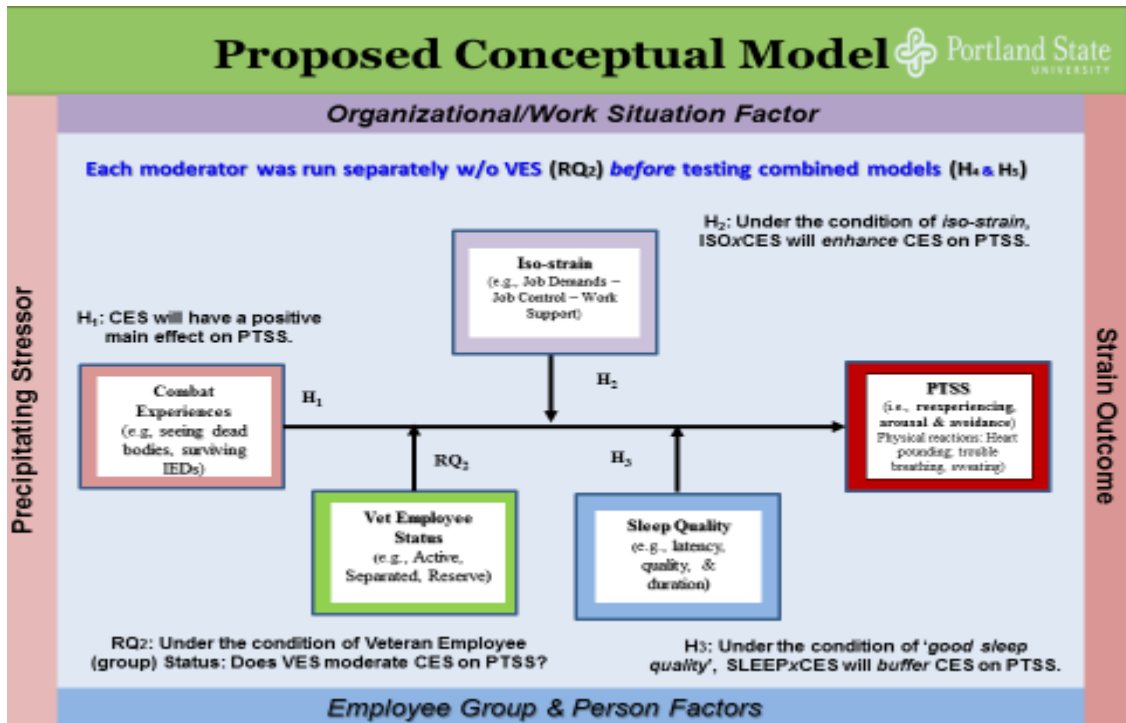 Proposed Conceptual Model
Portland State
UNIVERSITY
Organizational/Work Situation Factor
Each moderator was run separately w/o VES (RQ2) before testing combined models (H4 & H5)
H2: Under the condition of iso-strain,
ISOxCES will enhance CES on PTSS.
Iso-strain
(e.g., Job Demands –
Job Control – Work
Support)
H1: CES will have a positive
main effect on PTSS.
Precipitating Stressor
Combat
Experiences
(e.g, seeing dead
bodies, surviving
IEDs)
H1
H2
RQ2
H3
PTSS
(i.e., reexperiencing,
arousal & avoidance)
Physical reactions: Heart
pounding; trouble
breathing, sweating)
Strain Outcome
Vet Employee
Status
(e.g., Active,
Separated, Reserve)
Sleep Quality
(e.g., latency,
quality, &
duration)
RQ2: Under the condition of Veteran Employee
(group) Status: Does VES moderate CES on PTSS?
H3: Under the condition of ‘good sleep
quality’, SLEEPxCES will buffer CES on PTSS.
Employee Group & Person Factors